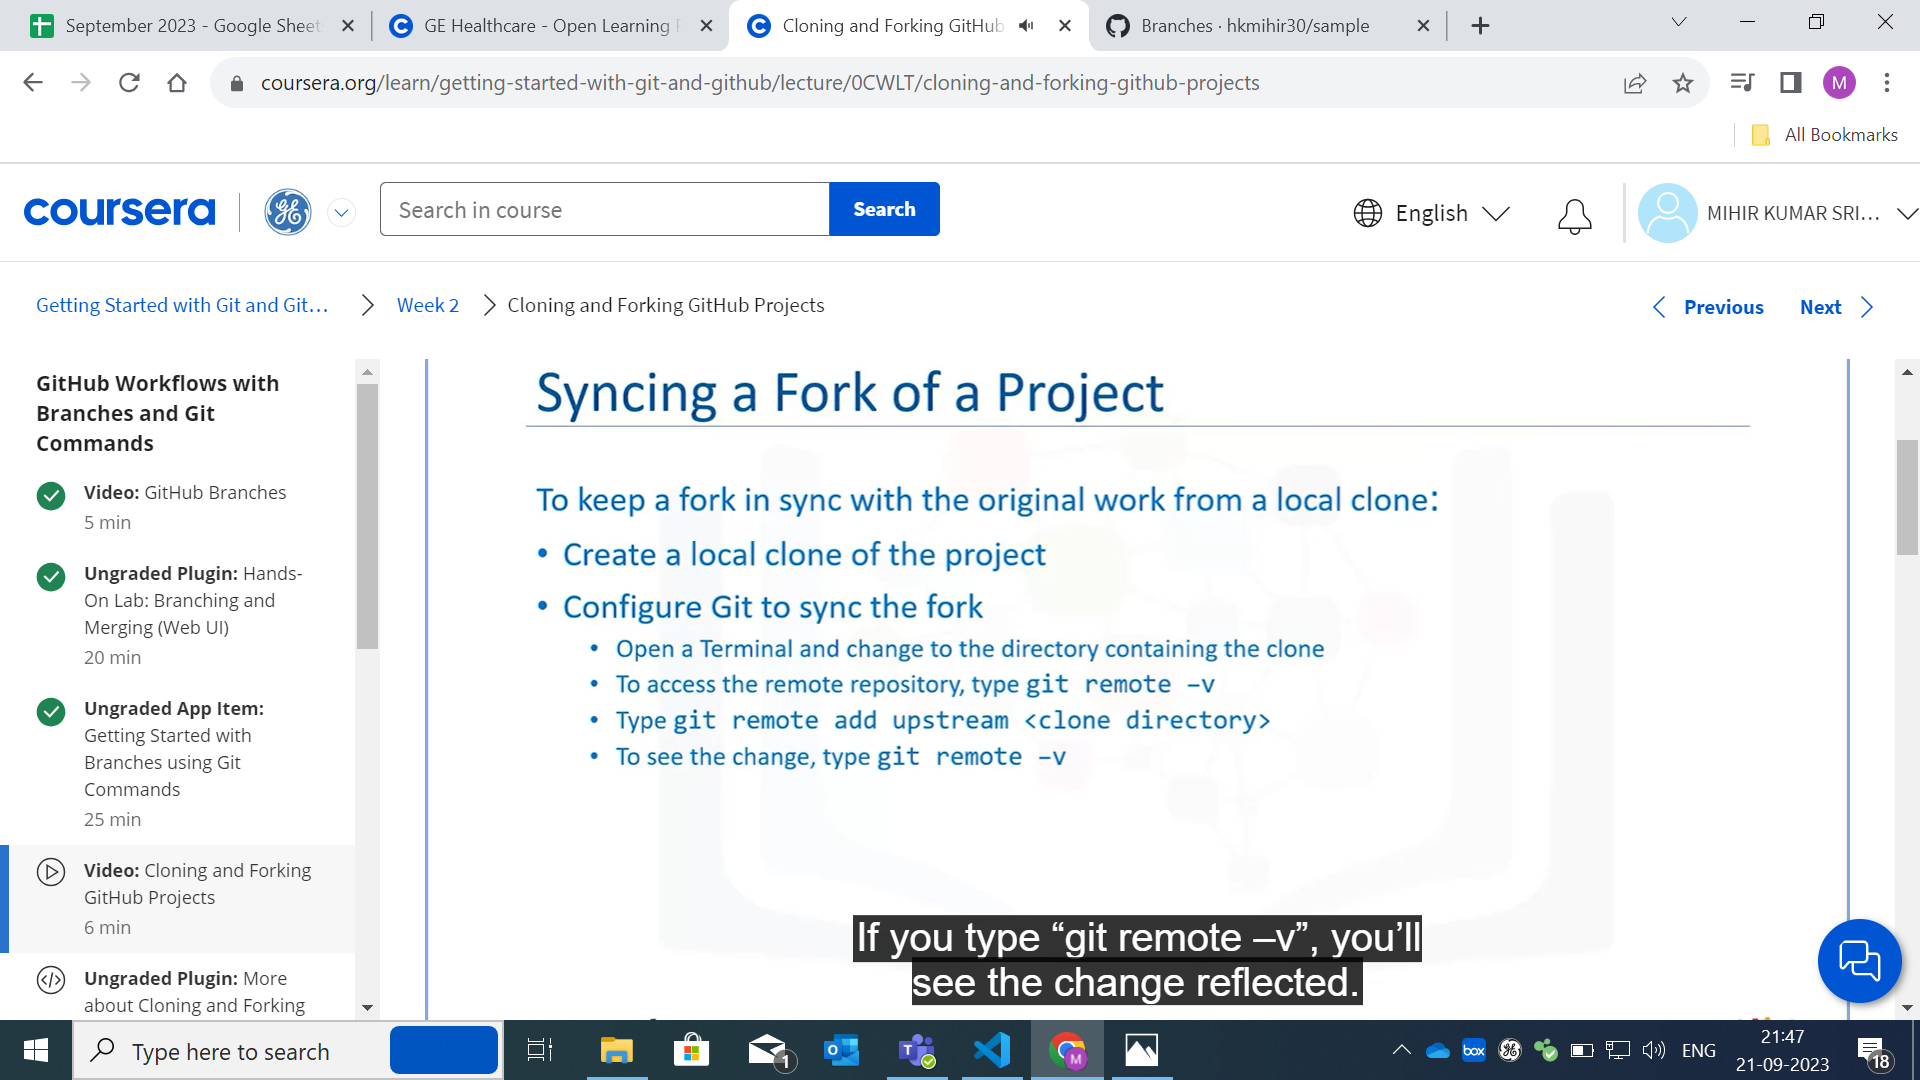 September 2023 - Google Sheet
GE Healthcare - Open Learning
Cloning and Forking GitHub
Branches · hkmihir30/sample
coursera.org/learn/getting-started-with-git-and-github/lecture/0CWLT/cloning-and-forking-github-projects
M
All Bookmarks
coursera
GE
Search in course
Search
English
MIHIR KUMAR SRI...
Getting Started with Git and Git...
Week 2
Cloning and Forking GitHub Projects
Previous
Next
GitHub Workflows with
Branches and Git
Commands
Video: GitHub Branches
5 min
Ungraded Plugin: Hands-
On Lab: Branching and
Merging (Web UI)
20 min
Ungraded App Item:
Getting Started with
Branches using Git
Commands
25 min
Video: Cloning and Forking
GitHub Projects
6 min
Ungraded Plugin: More
about Cloning and Forking
Syncing a Fork of a Project
To keep a fork in sync with the original work from a local clone:
• Create a local clone of the project
• Configure Git to sync the fork
• Open a Terminal and change to the directory containing the clone
• To access the remote repository, type git remote –v
• Type git remote add upstream <clone directory>
• To see the change, type git remote –v
If you type “git remote –v”, you’ll
see the change reflected.
Type here to search
1
M
box
ENG
21:47
21-09-2023
18